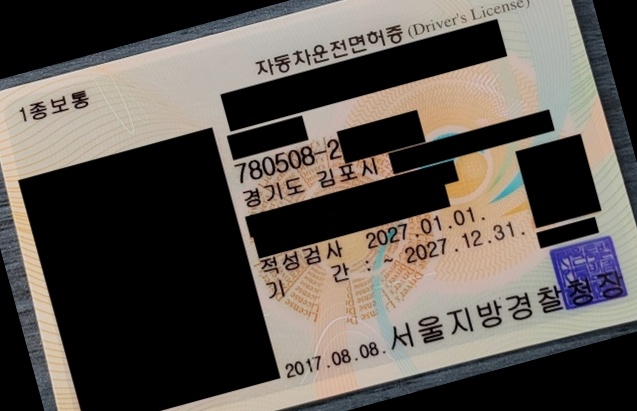 자동차운전면허증 (Driver's License)
1종보통
780508-2
경기도 김포시
적성검사 2027.01.01.
기 간 : ~ 2027.12.31.
2017.08.08. 서울지방경찰청장